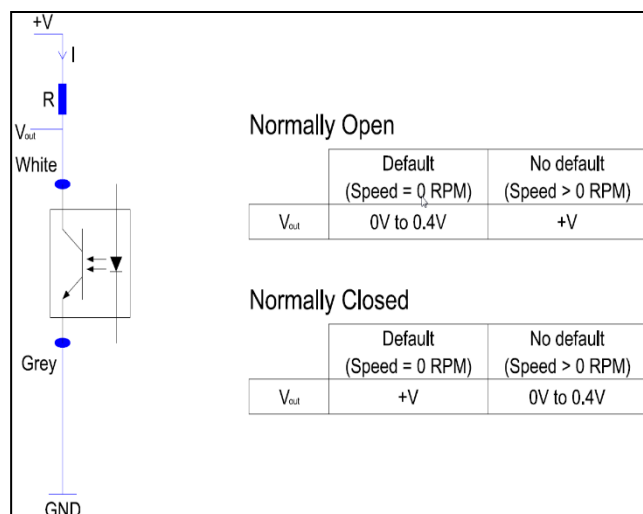 +V
I
R
Vout
White
Grey
GND
Normally Open
Default No default
(Speed = 0 RPM) (Speed > 0 RPM)
Vout 0V to 0.4V +V
Normally Closed
Default No default
(Speed = 0 RPM) (Speed > 0 RPM)
Vout +V 0V to 0.4V